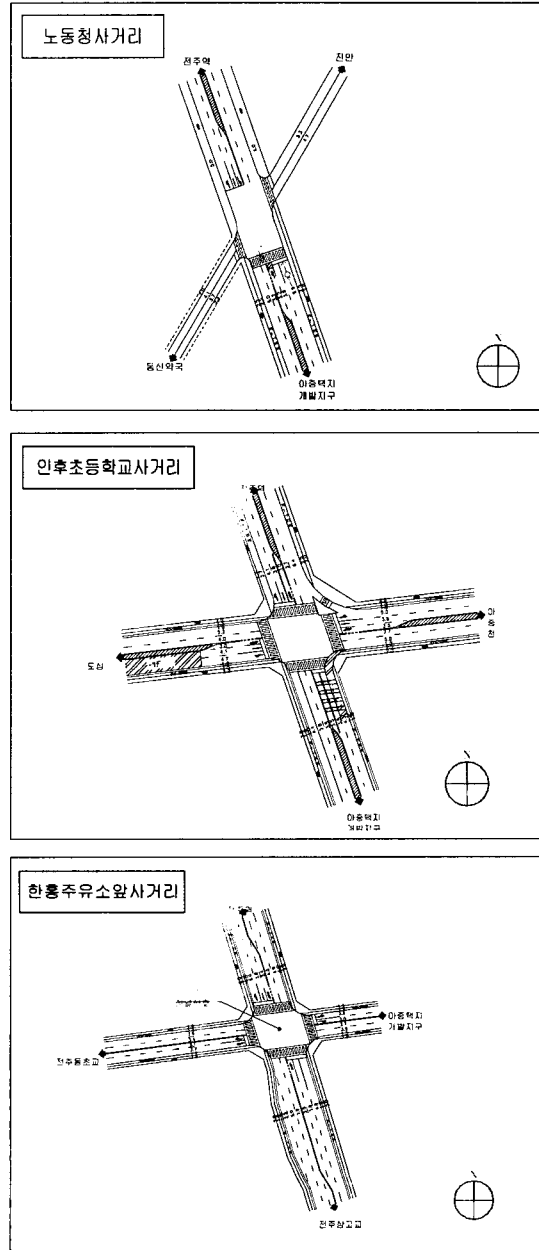 노동청사거리
전주역
천안
동신약국
아중택지
개발지구
인후초등학교사거리
도심
아
중
천
아중택지
개발지구
한홍주유소앞사거리
아중택지
개발지구
전주동초교
전주상고교